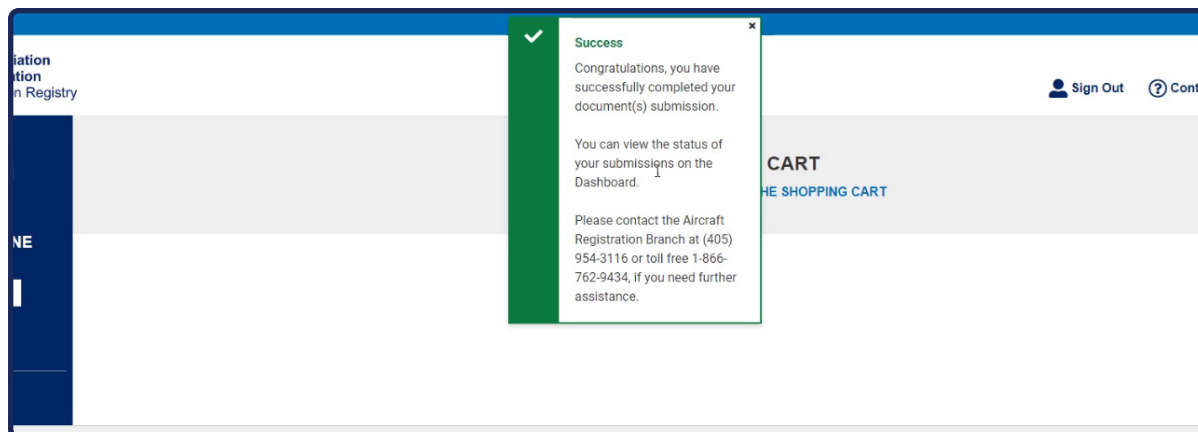 iation
tion
n Registry
Sign Out
Cont
NE
CART
HE SHOPPING CART
Success
Congratulations, you have
successfully completed your
document(s) submission.
You can view the status of
your submissions on the
Dashboard.
Please contact the Aircraft
Registration Branch at (405)
954-3116 or toll free 1-866-
762-9434, if you need further
assistance.